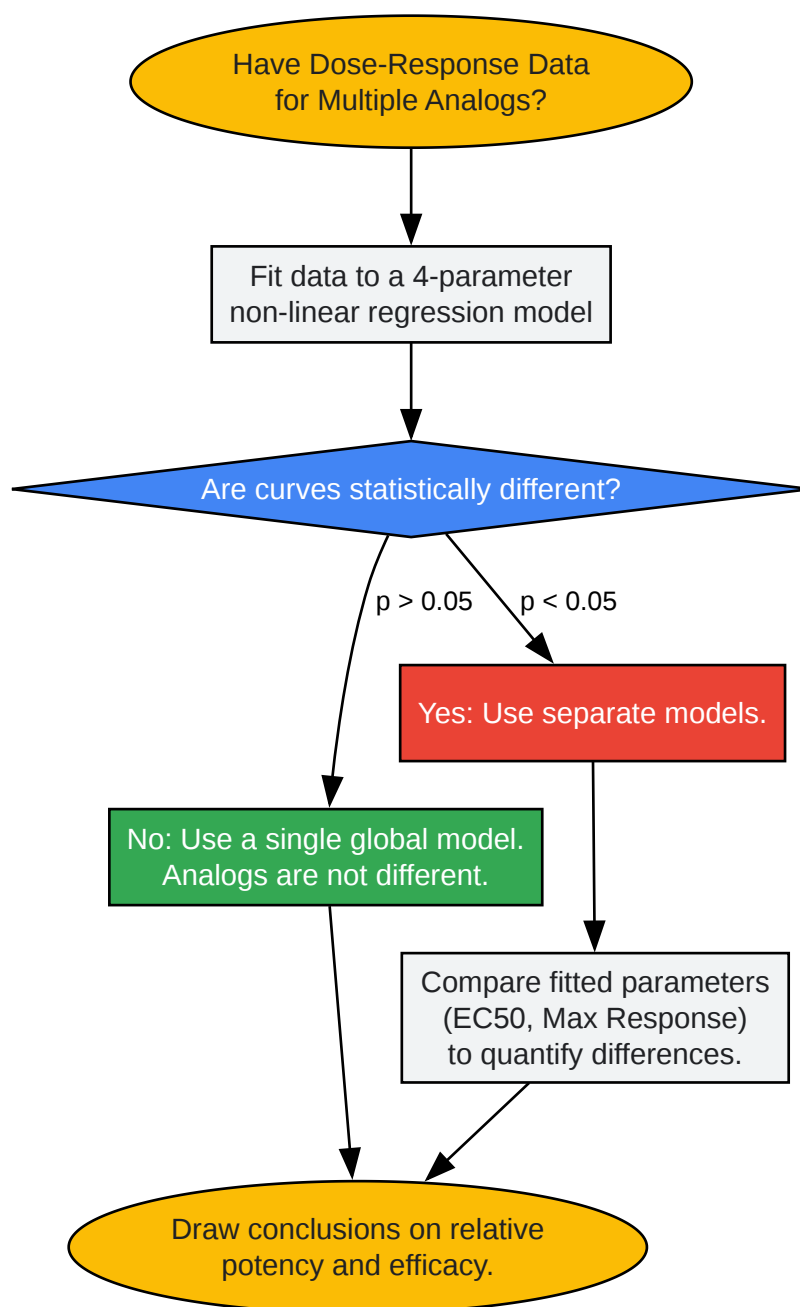 Have Dose-Response Data
for Multiple Analogs?
Fit data to a 4-parameter
non-linear regression model
Are curves statistically different?
p > 0.05
p < 0.05
Yes: Use separate models.
No: Use a single global model.
Analogs are not different.
Compare fitted parameters
(EC50, Max Response)
to quantify differences.
Draw conclusions on relative
potency and efficacy.